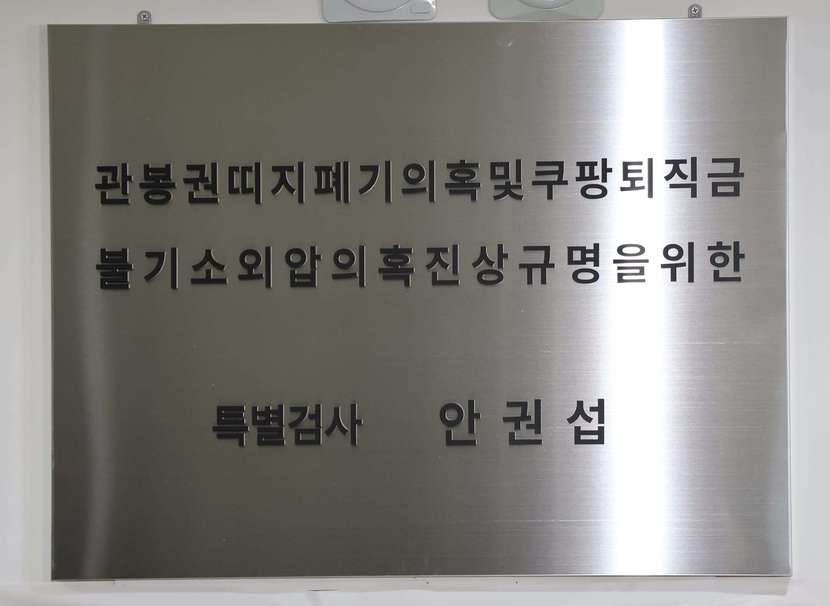 관봉권띠지폐기의혹및쿠팡퇴직금
불기소외압의혹진상규명을위한
특별검사 안권섭